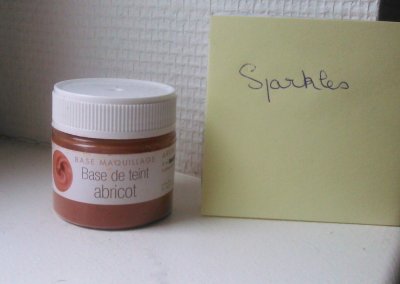 BASE MAQUILLAGE
Base de teint
abricot
Sparkles